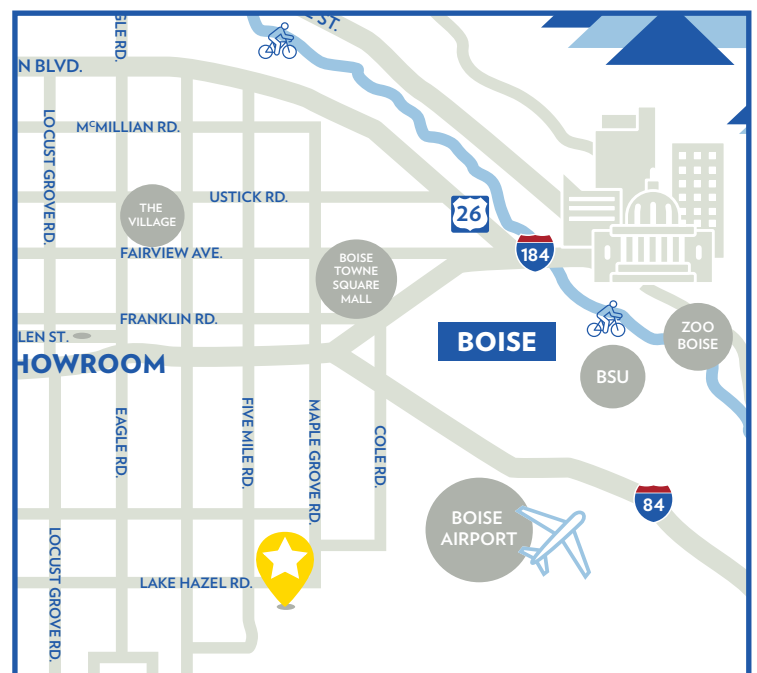 GLE RD.
E ST.
N BLVD.
LOCUST GROVE RD.
MCMILLIAN RD.
USTICK RD.
THE
VILLAGE
26
FAIRVIEW AVE.
184
BOISE
TOWNE
SQUARE
MALL
FRANKLIN RD.
LEN ST.
HOWROOM
BOISE
ZOO
BOISE
BSU
EAGLE RD.
FIVE MILE RD.
MAPLE GROVE RD.
COLE RD.
84
BOISE
AIRPORT
LOCUST GROVE RD.
LAKE HAZEL RD.